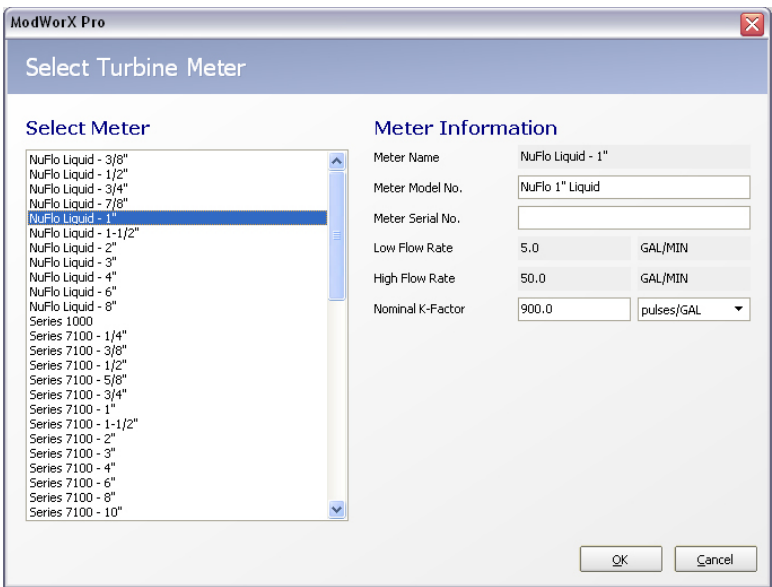 ModWorX Pro
Select Turbine Meter
Select Meter
NuFlo Liquid - 3/8"
NuFlo Liquid - 1/2"
NuFlo Liquid - 3/4"
NuFlo Liquid - 7/8"
NuFlo Liquid - 1"
NuFlo Liquid - 1-1/2"
NuFlo Liquid - 2"
NuFlo Liquid - 3"
NuFlo Liquid - 4"
NuFlo Liquid - 6"
NuFlo Liquid - 8"
Series 1000
Series 7100 - 1/4"
Series 7100 - 3/8"
Series 7100 - 1/2"
Series 7100 - 5/8"
Series 7100 - 3/4"
Series 7100 - 1"
Series 7100 - 1-1/2"
Series 7100 - 2"
Series 7100 - 3"
Series 7100 - 4"
Series 7100 - 6"
Series 7100 - 8"
Series 7100 - 10"
Meter Information
Meter Name NuFlo Liquid - 1"
Meter Model No. NuFlo 1" Liquid
Meter Serial No.
Low Flow Rate 5.0 GAL/MIN
High Flow Rate 50.0 GAL/MIN
Nominal K-Factor 900.0 pulses/GAL
OK Cancel